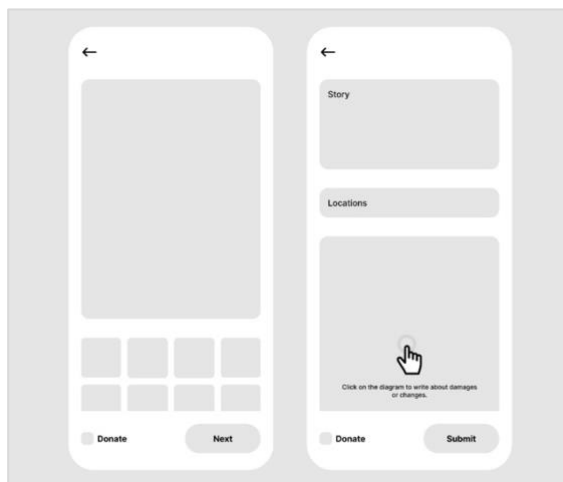 Donate
Next
Story
Locations
Click on the diagram to write about damages
or changes.
Donate
Submit